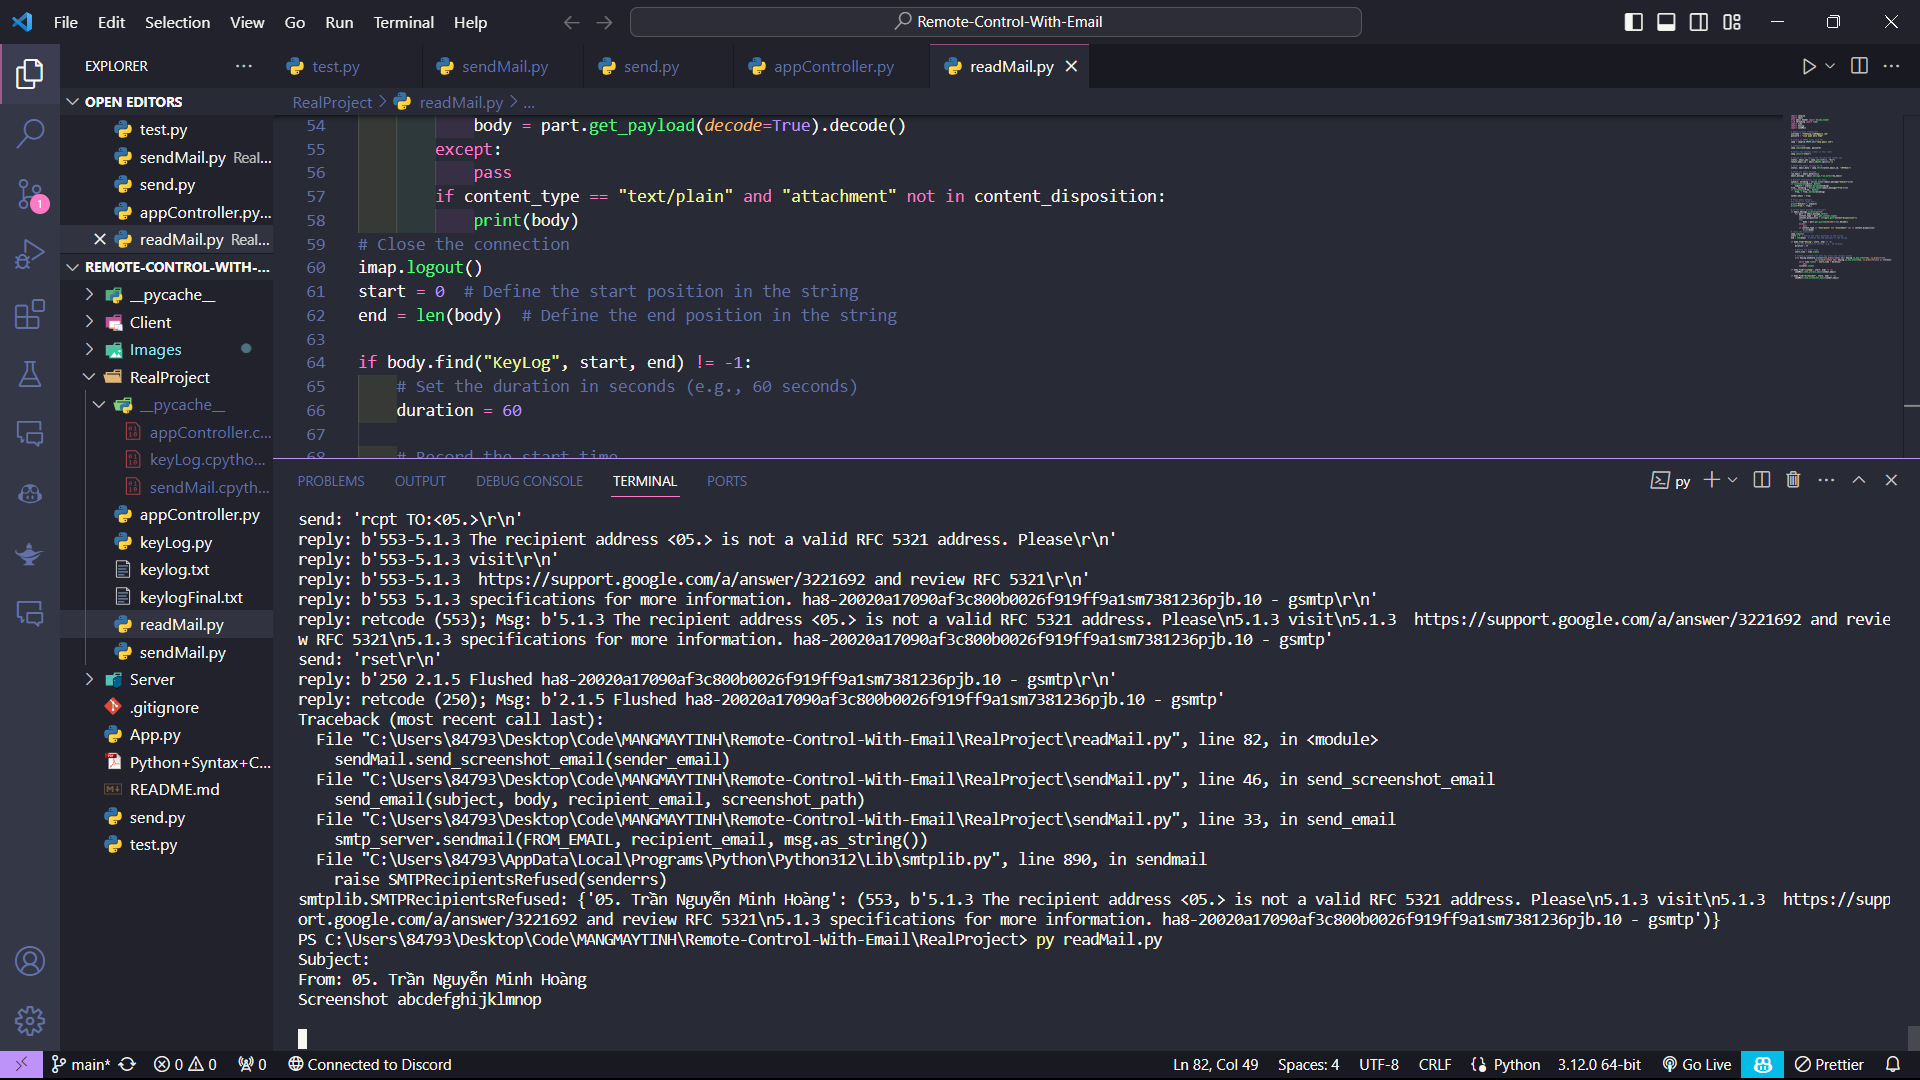 File Edit Selection View Go Run Terminal Help
Remote-Control-With-Email
EXPLORER
test.py
sendMail.py
send.py
appController.py
readMail.py
OPEN EDITORS
test.py
sendMail.py Real...
send.py
appController.py...
readMail.py Real...
REMOTE-CONTROL-WITH-...
__pycache__
Client
Images
RealProject
__pycache__
appController.c...
keyLog.cpytho...
sendMail.cpyth...
appController.py
keyLog.py
keylog.txt
keylogFinal.txt
readMail.py
sendMail.py
Server
.gitignore
App.py
Python+Syntax+C...
README.md
send.py
test.py
1
RealProject > readMail.py > ...
54 body = part.get_payload(decode=True).decode()
55 except:
56 pass
57 if content_type == "text/plain" and "attachment" not in content_disposition:
58 print(body)
59 # Close the connection
60 imap.logout()
61 start = 0 # Define the start position in the string
62 end = len(body) # Define the end position in the string
63
64 if body.find("KeyLog", start, end) != -1:
65 # Set the duration in seconds (e.g., 60 seconds)
66 duration = 60
67
68 # Record the start time
PROBLEMS OUTPUT DEBUG CONSOLE TERMINAL PORTS
py
send: 'rcpt TO:<05.>\r\n'
reply: b'553-5.1.3 The recipient address <05.> is not a valid RFC 5321 address. Please\r\n'
reply: b'553-5.1.3 visit\r\n'
reply: b'553-5.1.3  https://support.google.com/a/answer/3221692 and review RFC 5321\r\n'
reply: b'553 5.1.3 specifications for more information. ha8-20020a17090af3c800b0026f919ff9a1sm7381236pjb.10 - gsmtp\r\n'
reply: retcode (553); Msg: b'5.1.3 The recipient address <05.> is not a valid RFC 5321 address. Please\n5.1.3 visit\n5.1.3  https://support.google.com/a/answer/3221692 and revie
w RFC 5321\n5.1.3 specifications for more information. ha8-20020a17090af3c800b0026f919ff9a1sm7381236pjb.10 - gsmtp'
send: 'rset\r\n'
reply: b'250 2.1.5 Flushed ha8-20020a17090af3c800b0026f919ff9a1sm7381236pjb.10 - gsmtp\r\n'
reply: retcode (250); Msg: b'2.1.5 Flushed ha8-20020a17090af3c800b0026f919ff9a1sm7381236pjb.10 - gsmtp'
Traceback (most recent call last):
File "C:\Users\84793\Desktop\Code\MANGMAYTINH\Remote-Control-With-Email\RealProject\readMail.py", line 82, in <module>
sendMail.send_screenshot_email(sender_email)
File "C:\Users\84793\Desktop\Code\MANGMAYTINH\Remote-Control-With-Email\RealProject\sendMail.py", line 46, in send_screenshot_email
send_email(subject, body, recipient_email, screenshot_path)
File "C:\Users\84793\Desktop\Code\MANGMAYTINH\Remote-Control-With-Email\RealProject\sendMail.py", line 33, in send_email
smtp_server.sendmail(FROM_EMAIL, recipient_email, msg.as_string())
File "C:\Users\84793\AppData\Local\Programs\Python\Python312\Lib\smtplib.py", line 890, in sendmail
raise SMTPRecipientsRefused(senderrs)
smtplib.SMTPRecipientsRefused: {'05. Trần Nguyễn Minh Hoàng': (553, b'5.1.3 The recipient address <05.> is not a valid RFC 5321 address. Please\n5.1.3 visit\n5.1.3  https://supp
ort.google.com/a/answer/3221692 and review RFC 5321\n5.1.3 specifications for more information. ha8-20020a17090af3c800b0026f919ff9a1sm7381236pjb.10 - gsmtp')}
PS C:\Users\84793\Desktop\Code\MANGMAYTINH\Remote-Control-With-Email\RealProject> py readMail.py
Subject:
From: 05. Trần Nguyễn Minh Hoàng
Screenshot abcdefghijklmnop
main* 0 0 0 Connected to Discord
Ln 82, Col 49 Spaces: 4 UTF-8 CRLF Python 3.12.0 64-bit Go Live Prettier